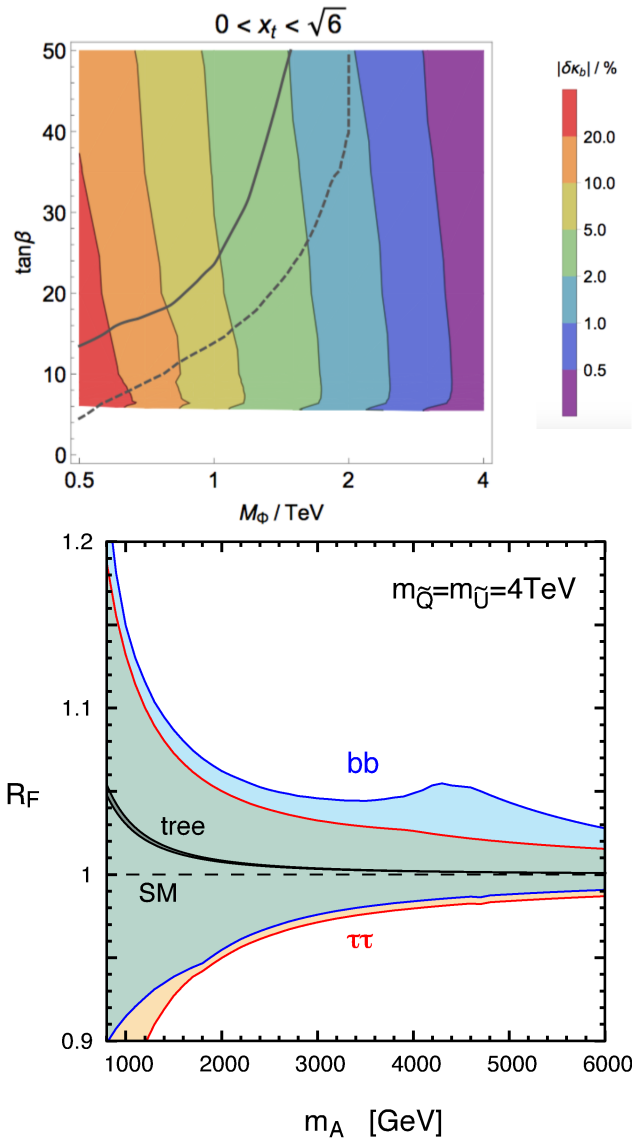 0 < x_t < √6
|δκ_b| / %
50
40
30
20
10
0
tanβ
20.0
10.0
5.0
2.0
1.0
0.5
0.5 1 2 4
M_Φ / TeV
1.2
1.1
1
0.9
R_F
m_Q̃=m_Ũ=4TeV
bb
tree
SM
ττ
1000 2000 3000 4000 5000 6000
m_A [GeV]